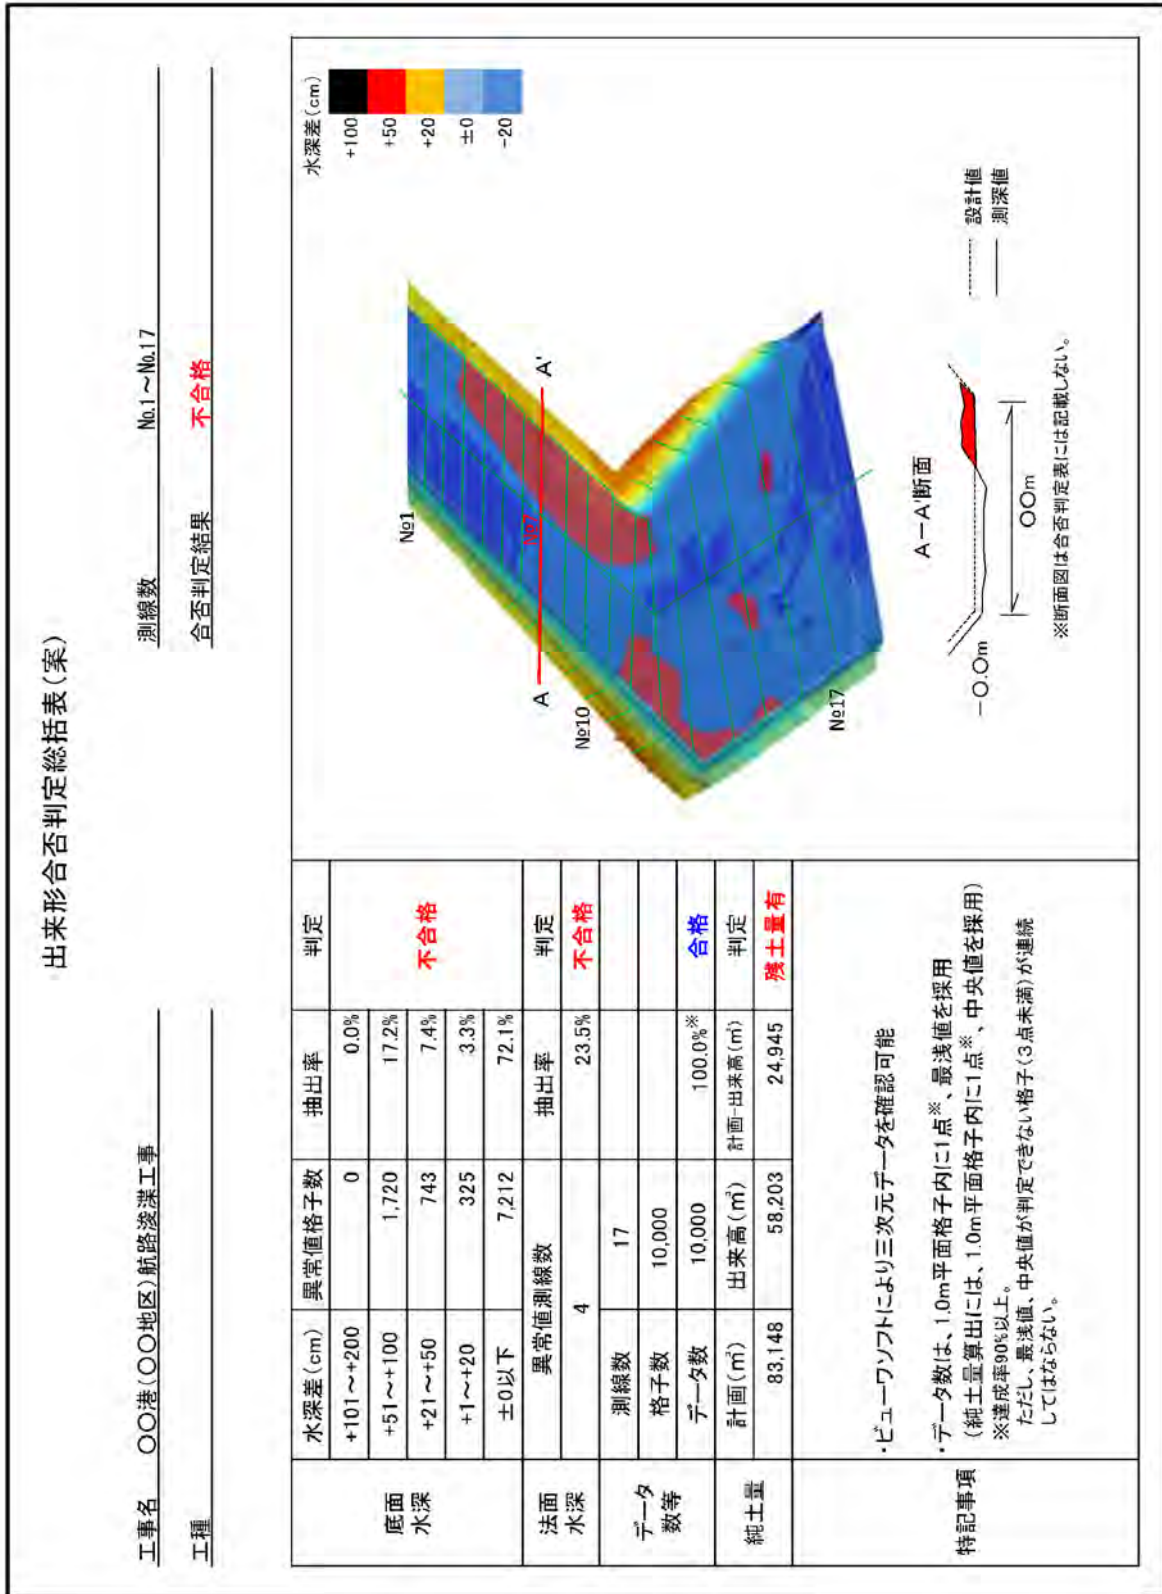 出来形合否判定総括表(案)
工事名 〇〇港(〇〇地区)航路浚渫工事
測線数 No.1～No.17
工種
合否判定結果 不合格
底面水深
水深差(cm) 異常値格子数 抽出率 判定
+101～+200 0 0.0%
+51～+100 1,720 17.2%
+21～+50 743 7.4% 不合格
+1～+20 325 3.3%
±0以下 7,212 72.1%
法面水深
異常値測線数 抽出率 判定
4 23.5% 不合格
データ数等
測線数 17
格子数 10,000
データ数 10,000 100.0%※ 合格
純土量
計画(㎥) 出来高(㎥) 計画-出来高(㎥) 判定
83,148 58,203 24,945 残土量有
特記事項
・ビューワソフトにより三次元データを確認可能
・データ数は、1.0m平面格子内に1点※、最浅値を採用
(純土量算出には、1.0m平面格子内に1点※、中央値を採用)
※達成率90%以上。
ただし、最浅値、中央値が判定できない格子(3点未満)が連続
してはならない。
水深差(cm)
+100
+50
+20
±0
-20
№1
A
A'
№10
№17
A－A'断面
－〇.〇m
〇〇m
設計値
測深値
※断面図は合否判定表には記載しない。